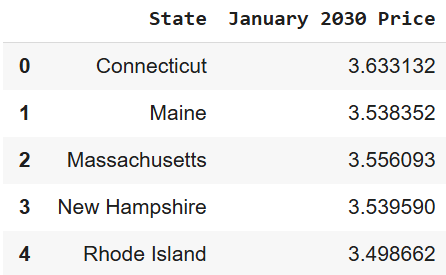 State January 2030 Price
0 Connecticut 3.633132
1 Maine 3.538352
2 Massachusetts 3.556093
3 New Hampshire 3.539590
4 Rhode Island 3.498662